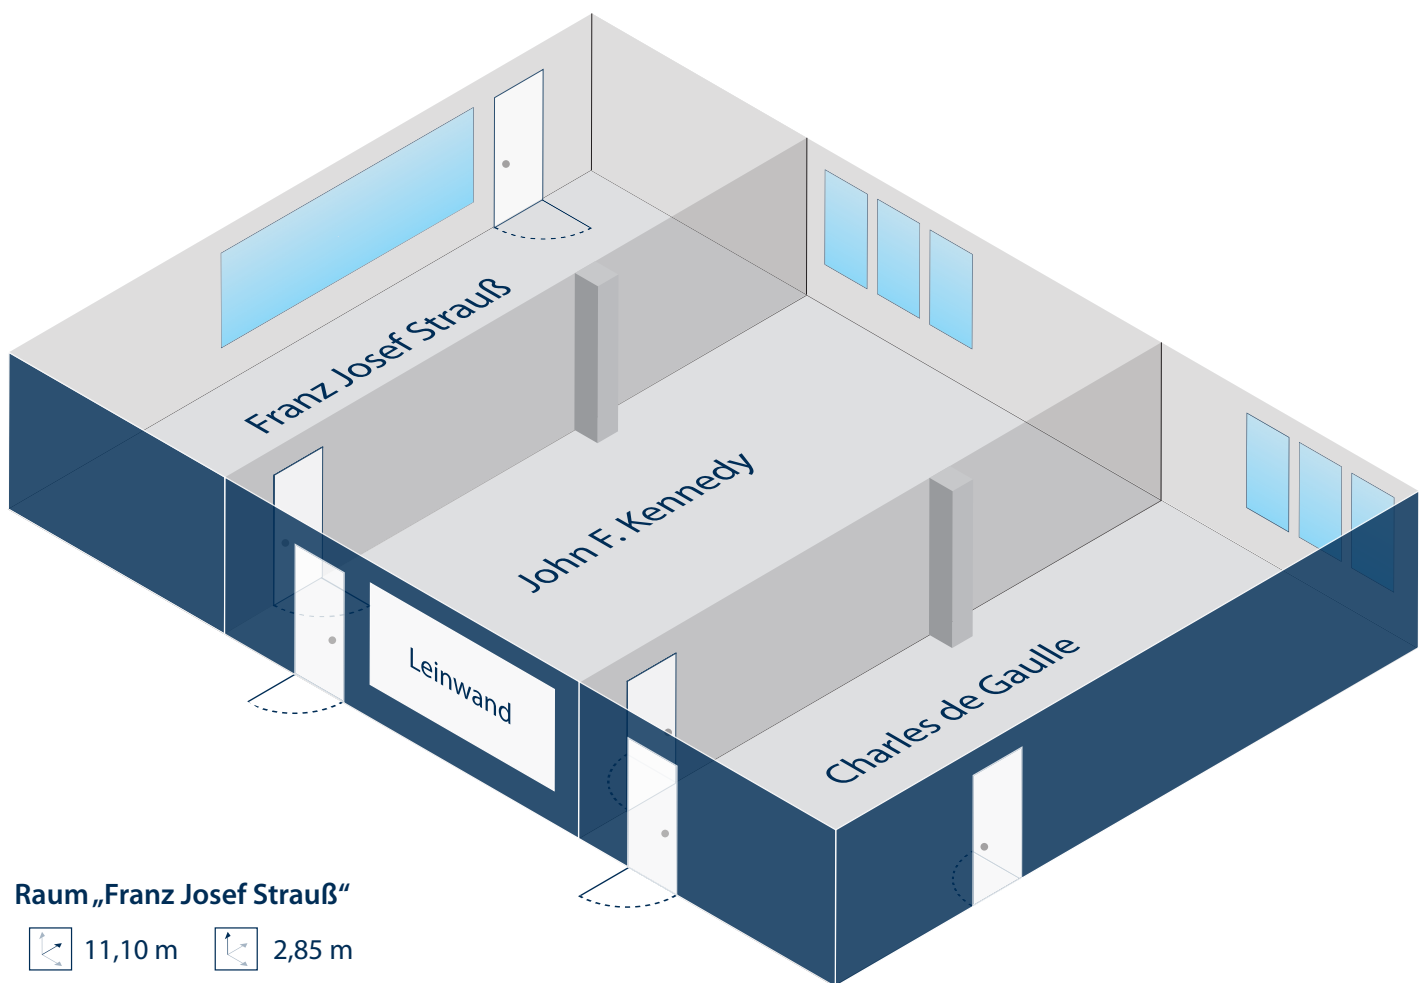 Franz Josef Strauß
John F. Kennedy
Leinwand
Charles de Gaulle
Raum „Franz Josef Strauß“
11,10 m 2,85 m